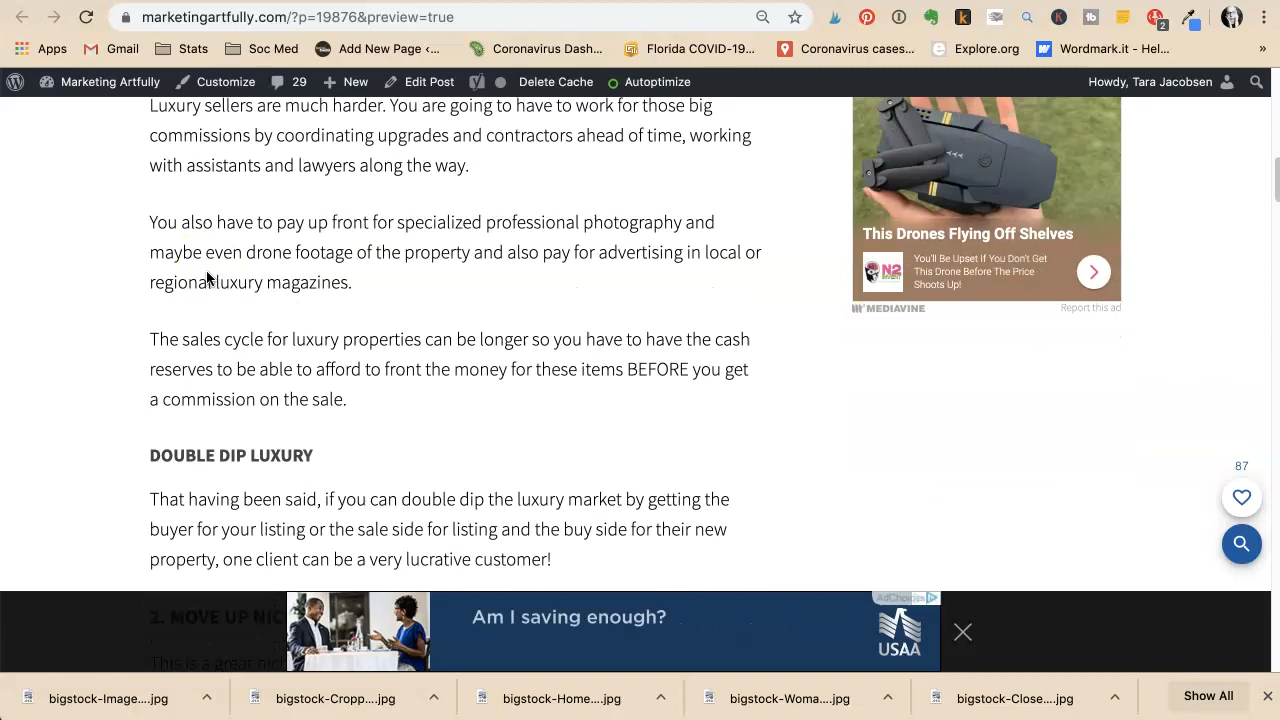 marketingartfully.com/?p=19876&preview=true
Apps
Gmail
Stats
Soc Med
Add New Page ‹...
Coronavirus Dash...
Florida COVID-19...
Coronavirus cases...
Explore.org
Wordmark.it - Hel...
»
Marketing Artfully
Customize
29
New
Edit Post
Delete Cache
Autoptimize
Howdy, Tara Jacobsen
Luxury sellers are much harder. You are going to have to work for those big
commissions by coordinating upgrades and contractors ahead of time, working
with assistants and lawyers along the way.
You also have to pay up front for specialized professional photography and
maybe even drone footage of the property and also pay for advertising in local or
regional luxury magazines.
The sales cycle for luxury properties can be longer so you have to have the cash
reserves to be able to afford to front the money for these items BEFORE you get
a commission on the sale.
DOUBLE DIP LUXURY
That having been said, if you can double dip the luxury market by getting the
buyer for your listing or the sale side for listing and the buy side for their new
property, one client can be a very lucrative customer!
2. MOVE UP NIC
This is a great nich
This Drones Flying Off Shelves
N2
You'll Be Upset If You Don't Get
This Drone Before The Price
Shoots Up!
MEDIAVINE
Report this ad
87
Am I saving enough?
AdChoices
USAA
bigstock-Image....jpg
bigstock-Cropp....jpg
bigstock-Home....jpg
bigstock-Woma....jpg
bigstock-Close....jpg
Show All